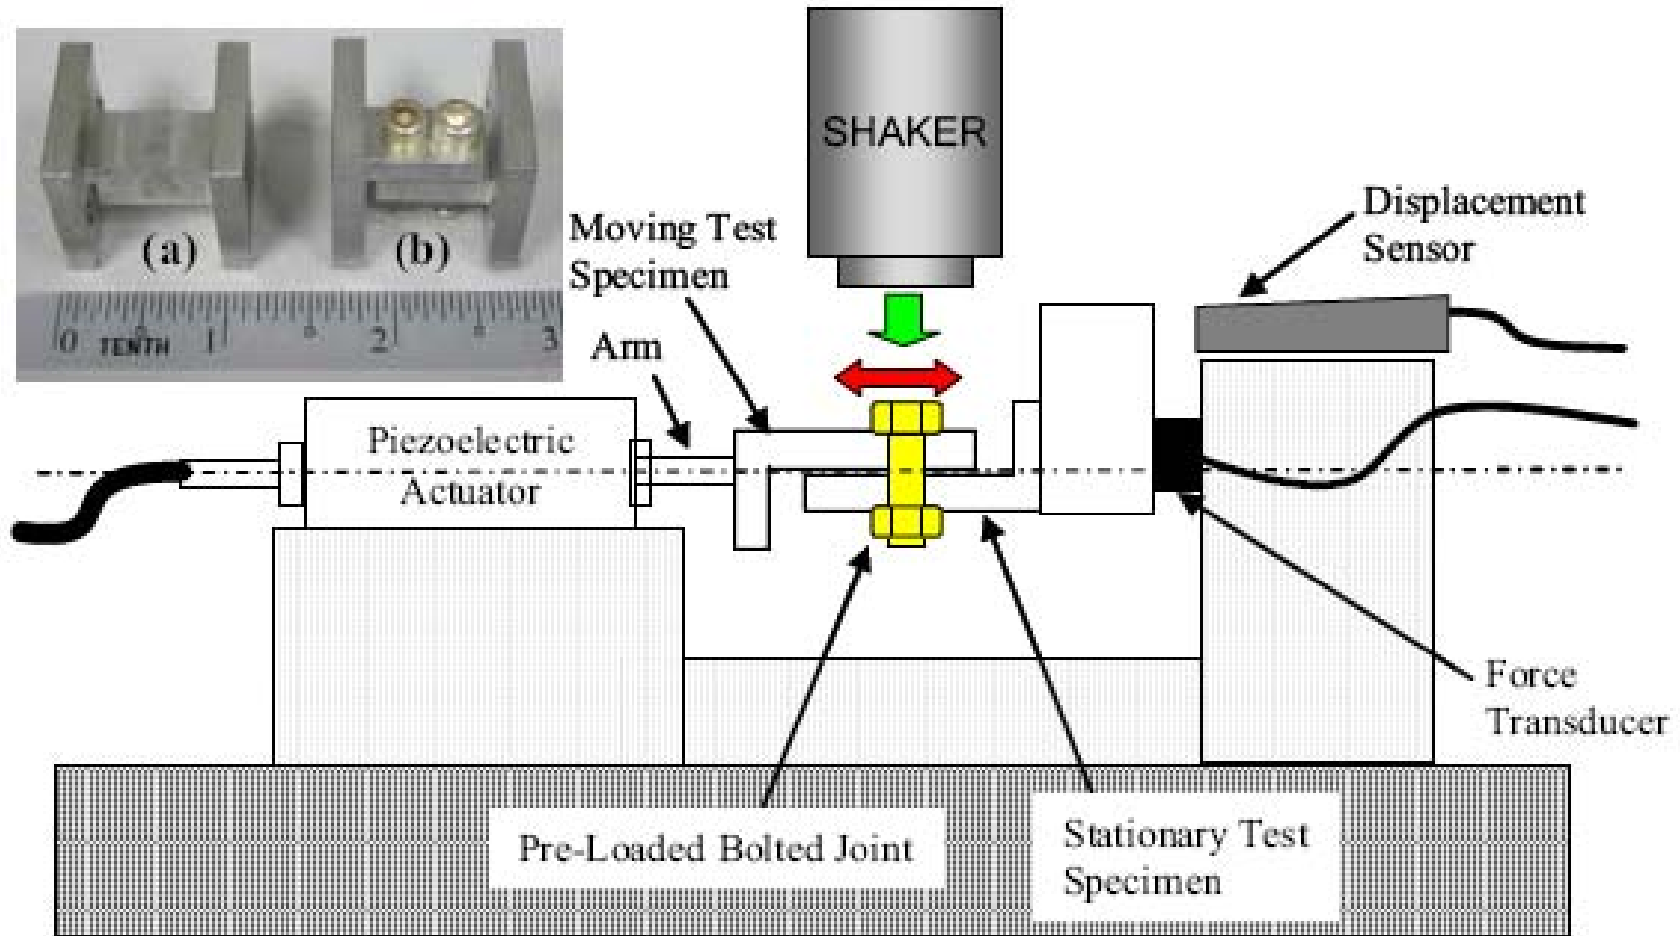 (a)
(b)
0 TENTH 1 2 3
SHAKER
Moving Test
Specimen
Arm
Displacement
Sensor
Piezoelectric
Actuator
Force
Transducer
Pre-Loaded Bolted Joint
Stationary Test
Specimen